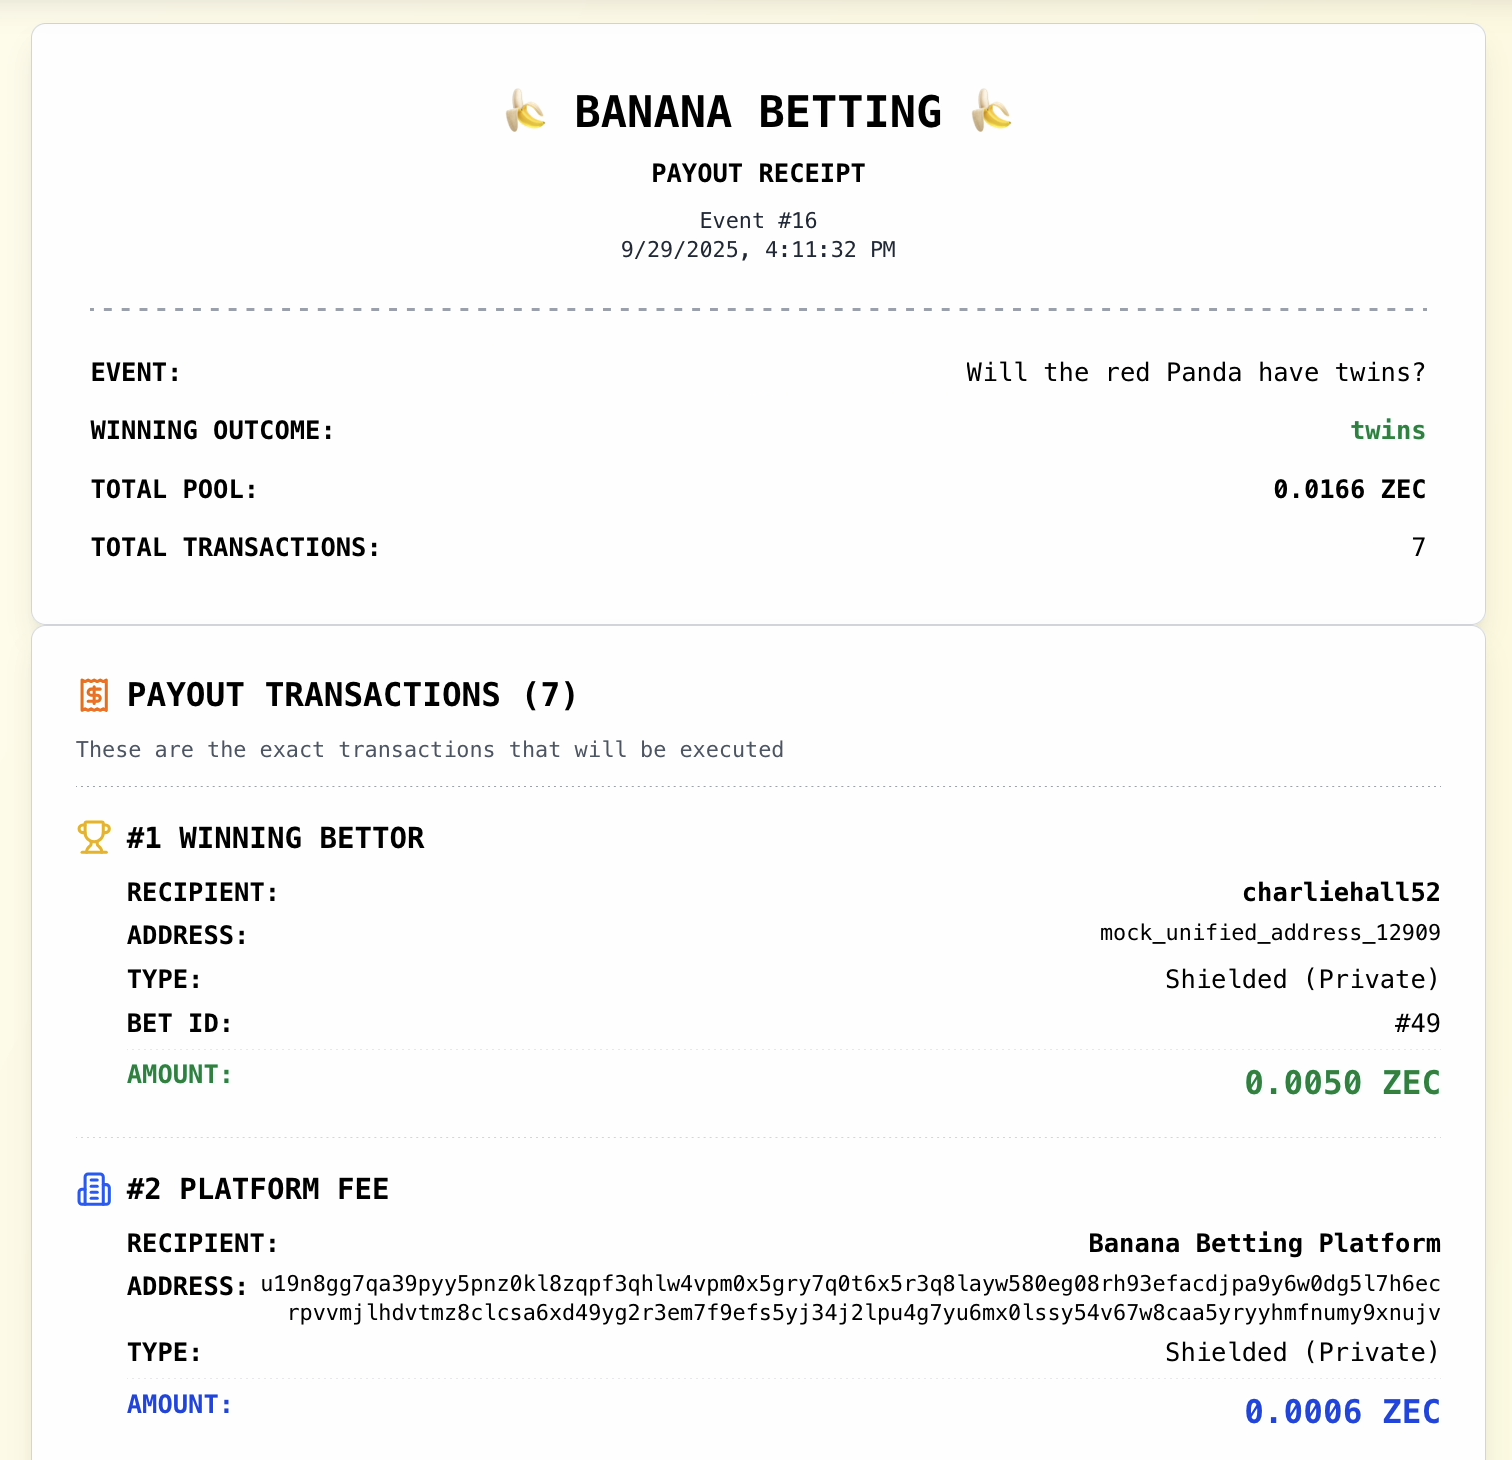 BANANA BETTING
PAYOUT RECEIPT
Event #16
9/29/2025, 4:11:32 PM
EVENT: Will the red Panda have twins?
WINNING OUTCOME: twins
TOTAL POOL: 0.0166 ZEC
TOTAL TRANSACTIONS: 7
PAYOUT TRANSACTIONS (7)
These are the exact transactions that will be executed
#1 WINNING BETTOR
RECIPIENT: charliehall52
ADDRESS: mock_unified_address_12909
TYPE: Shielded (Private)
BET ID: #49
AMOUNT: 0.0050 ZEC
#2 PLATFORM FEE
RECIPIENT: Banana Betting Platform
ADDRESS: u19n8gg7qa39pyy5pnz0kl8zqpf3qhlw4vpm0x5gry7q0t6x5r3q8layw580eg08rh93efacdjpa9y6w0dg5l7h6ec
rpvvmjlhdvtmz8clcsa6xd49yg2r3em7f9efs5yj34j2lpu4g7yu6mx0lssy54v67w8caa5yryyhmfnumy9xnujv
TYPE: Shielded (Private)
AMOUNT: 0.0006 ZEC